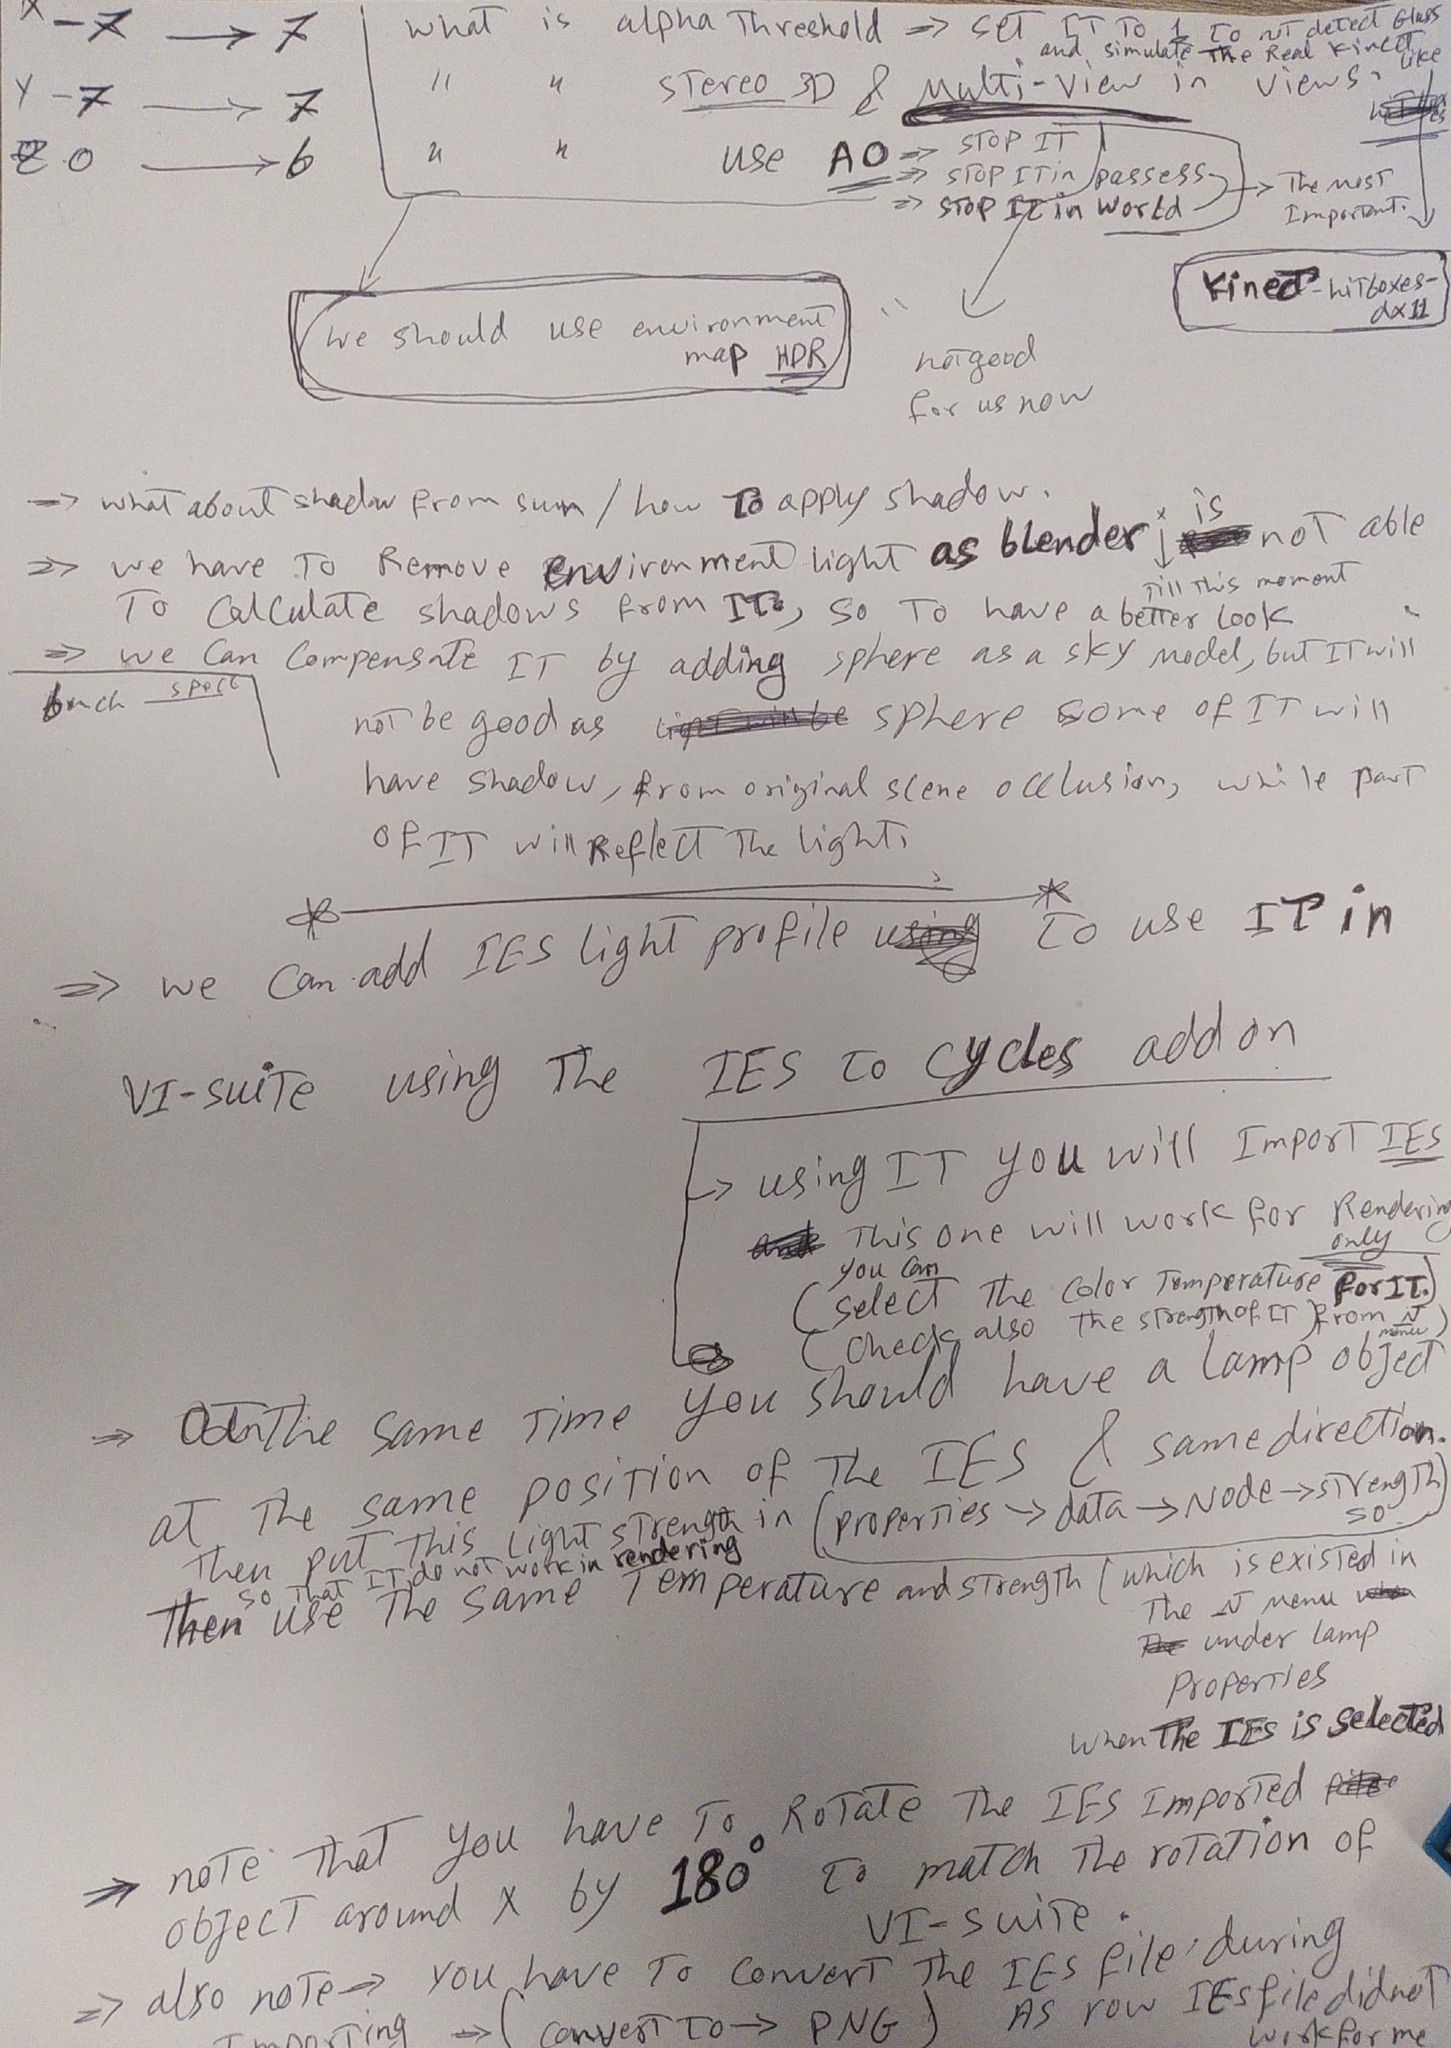 X -7 → 7
Y -7 → 7
Z 0 → 6
what is alpha Threshold => set IT To 1 To not detect Glass
and simulate The Real Kinect like
" " stereo 3D & Multi-view in views.
" " use AO => STOP IT
=> STOP IT in passess
=> STOP IT in World
→ The most
Important.
Kinect-hitboxes-
dx11
we should use environment
map HDR
not good
for us now
=> what about shadow from sun / how To apply shadow.
=> we have To Remove environment light as blender is not able
Till This moment
To Calculate shadows from IT, so To have a better look
=> we can Compensate IT by adding sphere as a sky model, but IT will
not be good as sphere some of IT will
have shadow, from original scene occlusion, while part
of IT will Reflect The light.
=> we can add IES light profile using To use IT in
VI-suite using The IES To Cycles add on
→ using IT you will Import IES
This one will work for Rendering
only
(you can
select The Color Temperature for IT.)
(Check also The strength of IT) from N
menu)
=> The same Time you should have a lamp object
at The same position of The IES & same direction.
Then put This light strength in (properties → data → Node → strength)
so
so That IT do not work in rendering
Then use The same Temperature and strength (which is existed in
The N menu
under lamp
Properties
when The IES is selected
=> note That you have To Rotate The IES Imported
object around X by 180° To match The rotation of
VI-suite.
=> also note → you have To Convert The IES file during
Importing => (Convert To → PNG) As row IES file did not
work for me